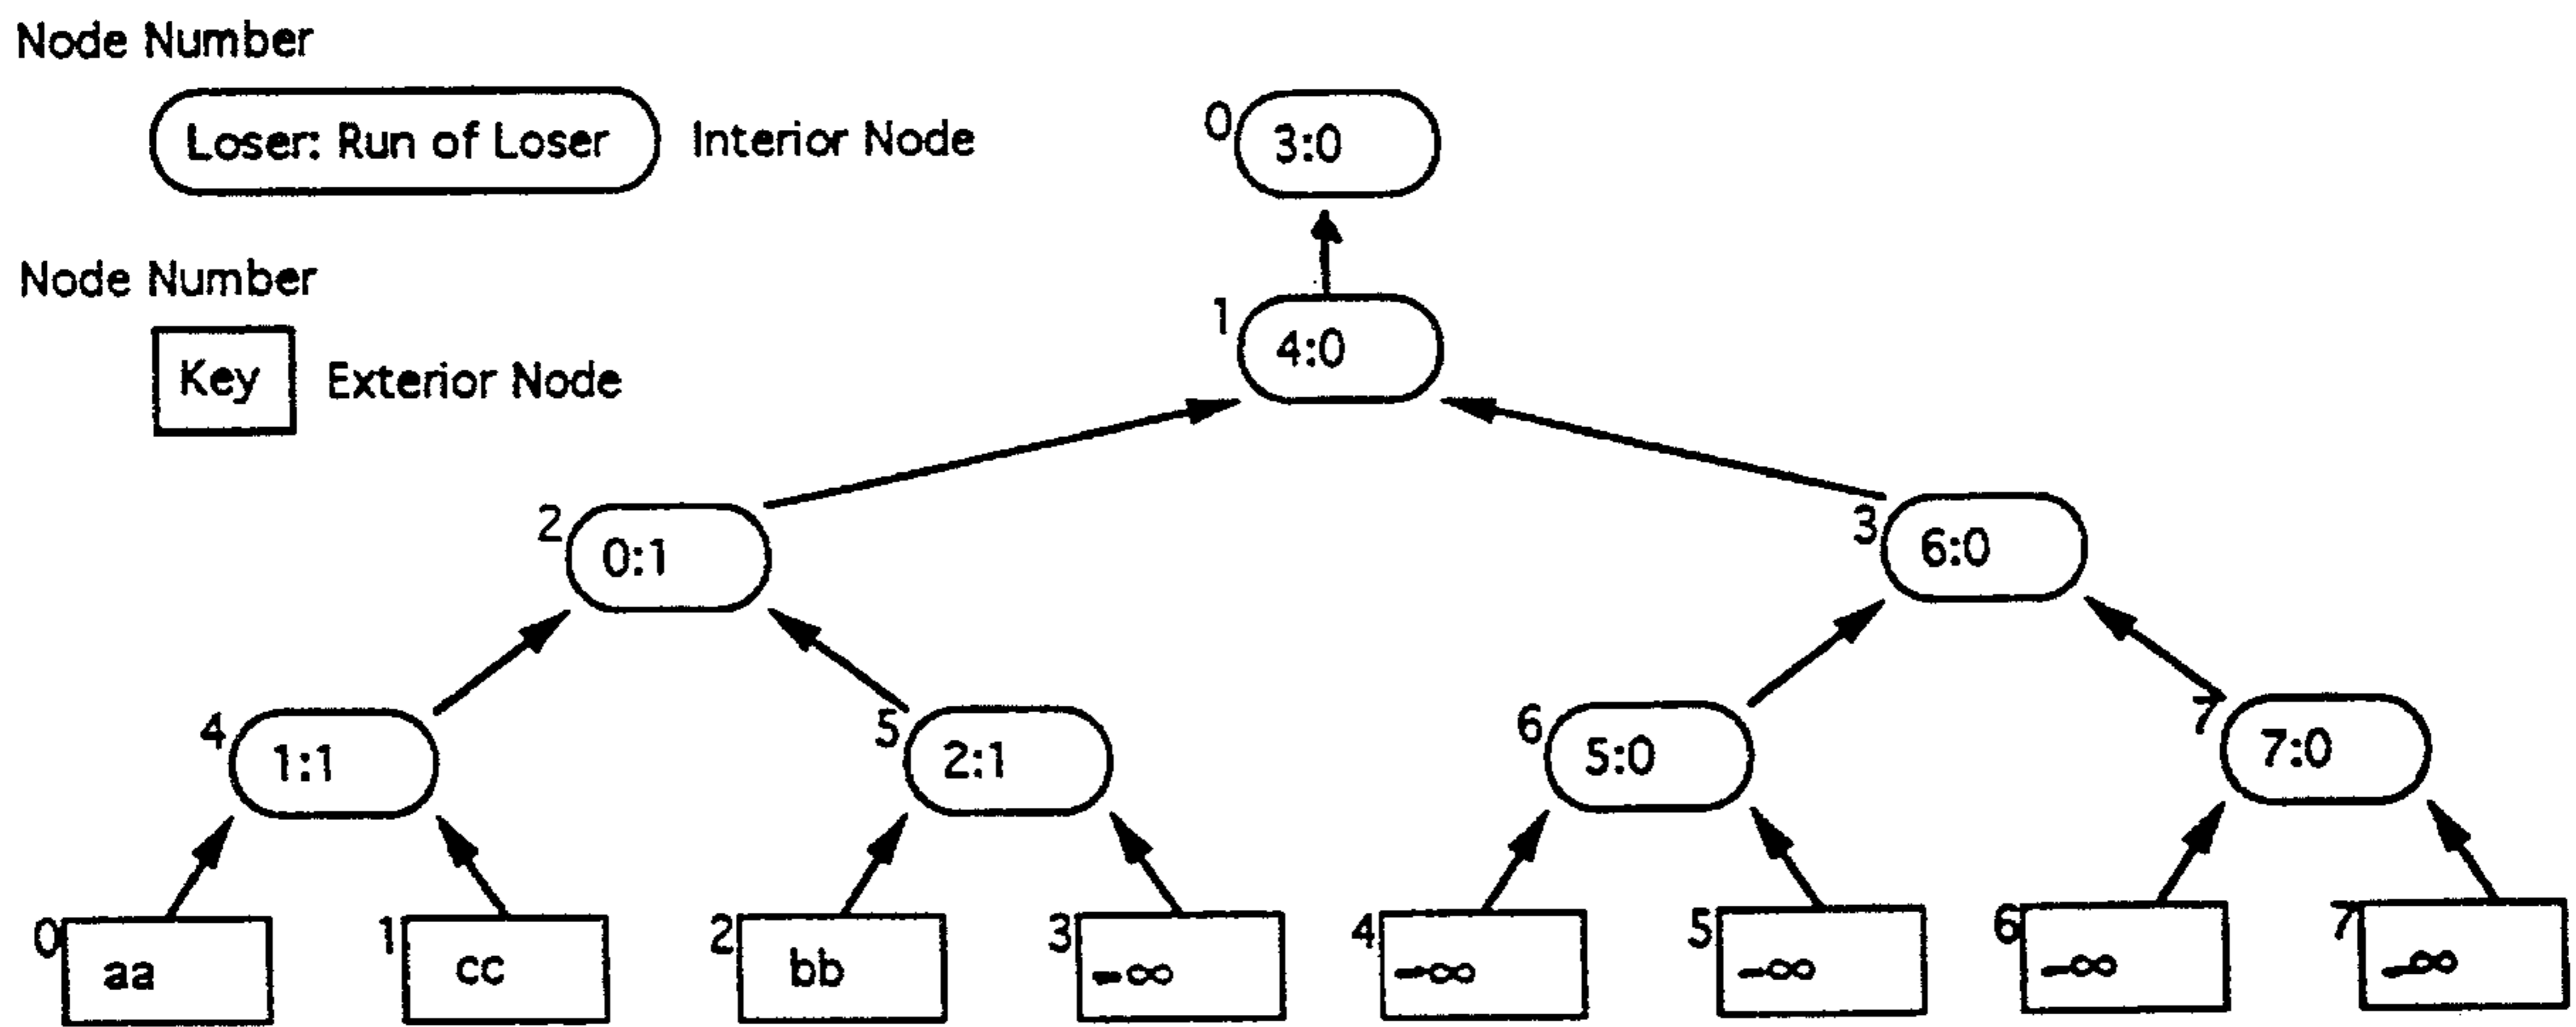 Node Number
Loser: Run of Loser Interior Node
0 3:0
Node Number
Key Exterior Node
1 4:0
2 0:1
3 6:0
4 1:1
5 2:1
6 5:0
7 7:0
0 aa
1 cc
2 bb
3 -∞
4 -∞
5 -∞
6 -∞
7 -∞